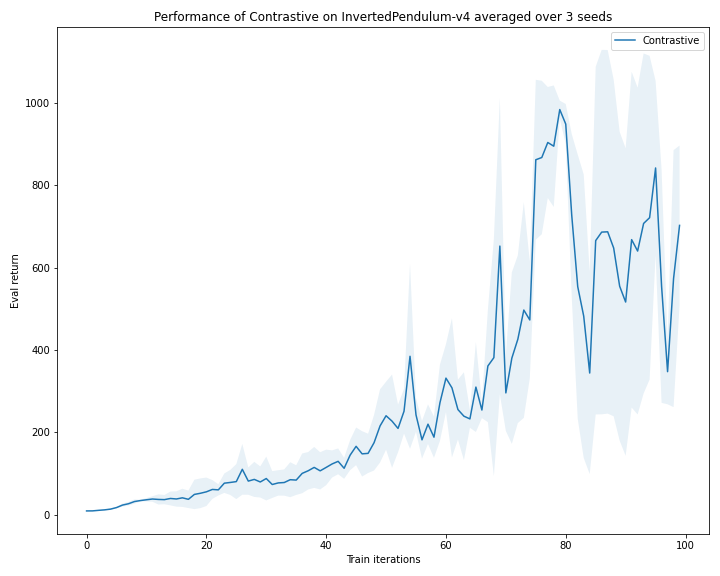 Performance of Contrastive on InvertedPendulum-v4 averaged over 3 seeds
Contrastive
1000
800
600
400
200
0
Eval return
0 20 40 60 80 100
Train iterations